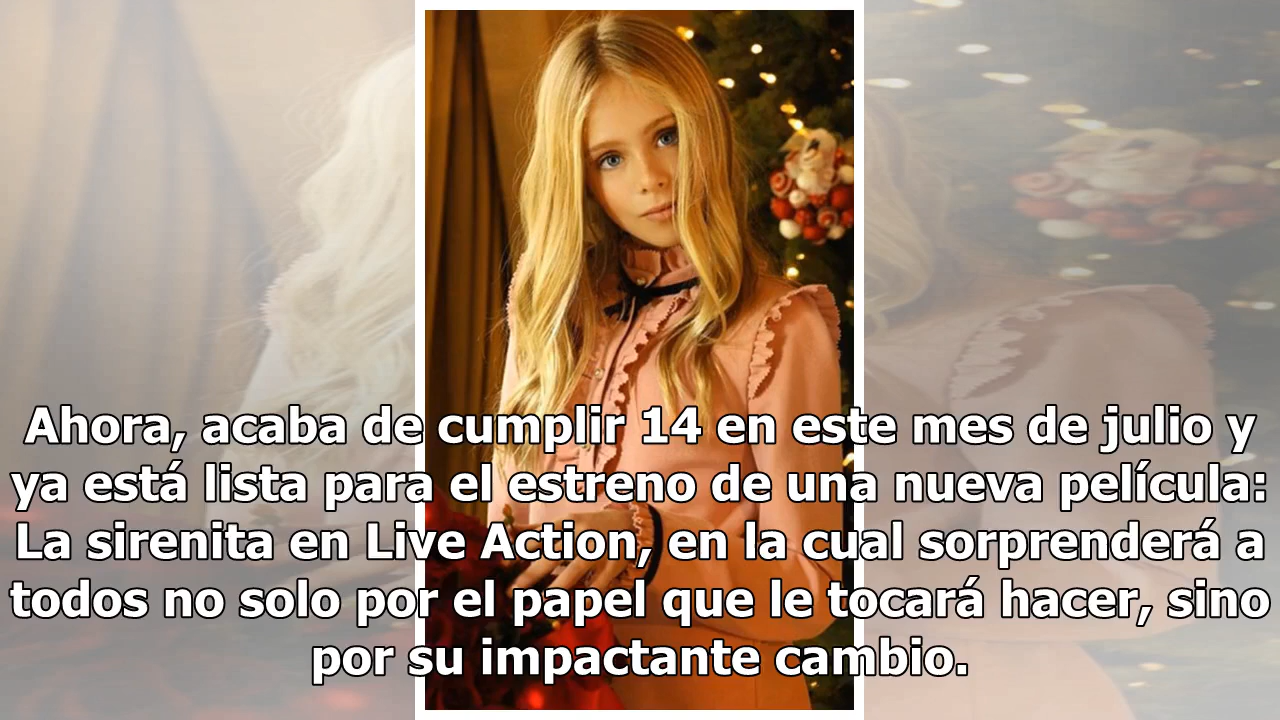 Ahora, acaba de cumplir 14 en este mes de julio y
ya está lista para el estreno de una nueva película:
La sirenita en Live Action, en la cual sorprenderá a
todos no solo por el papel que le tocará hacer, sino
por su impactante cambio.